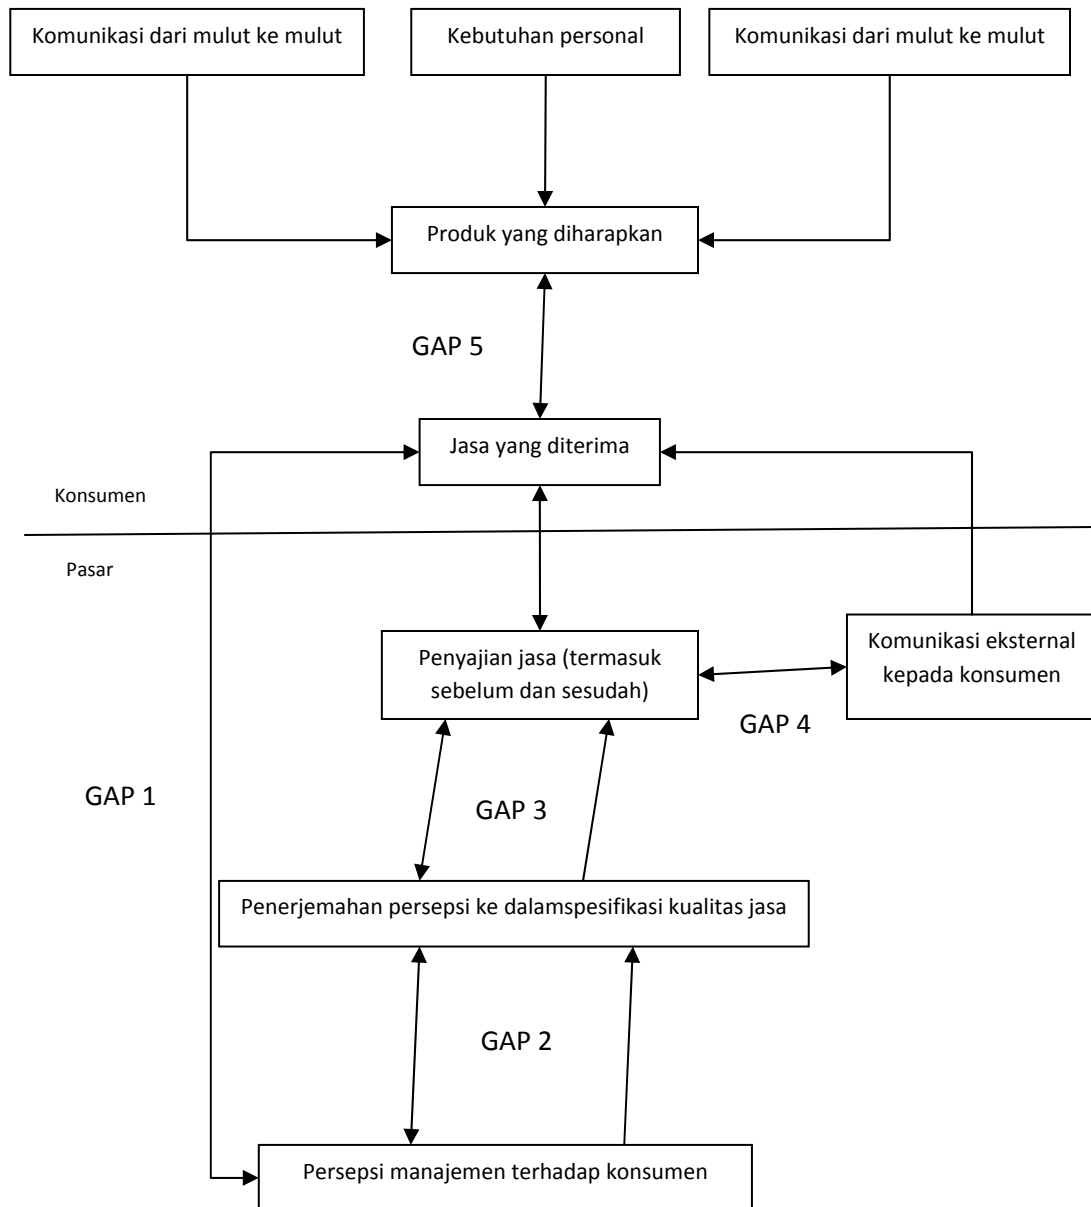 Komunikasi dari mulut ke mulut
Kebutuhan personal
Komunikasi dari mulut ke mulut
Produk yang diharapkan
GAP 5
Jasa yang diterima
Konsumen
Pasar
Penyajian jasa (termasuk
sebelum dan sesudah)
Komunikasi eksternal
kepada konsumen
GAP 4
GAP 1
GAP 3
Penerjemahan persepsi ke dalamspesifikasi kualitas jasa
GAP 2
Persepsi manajemen terhadap konsumen